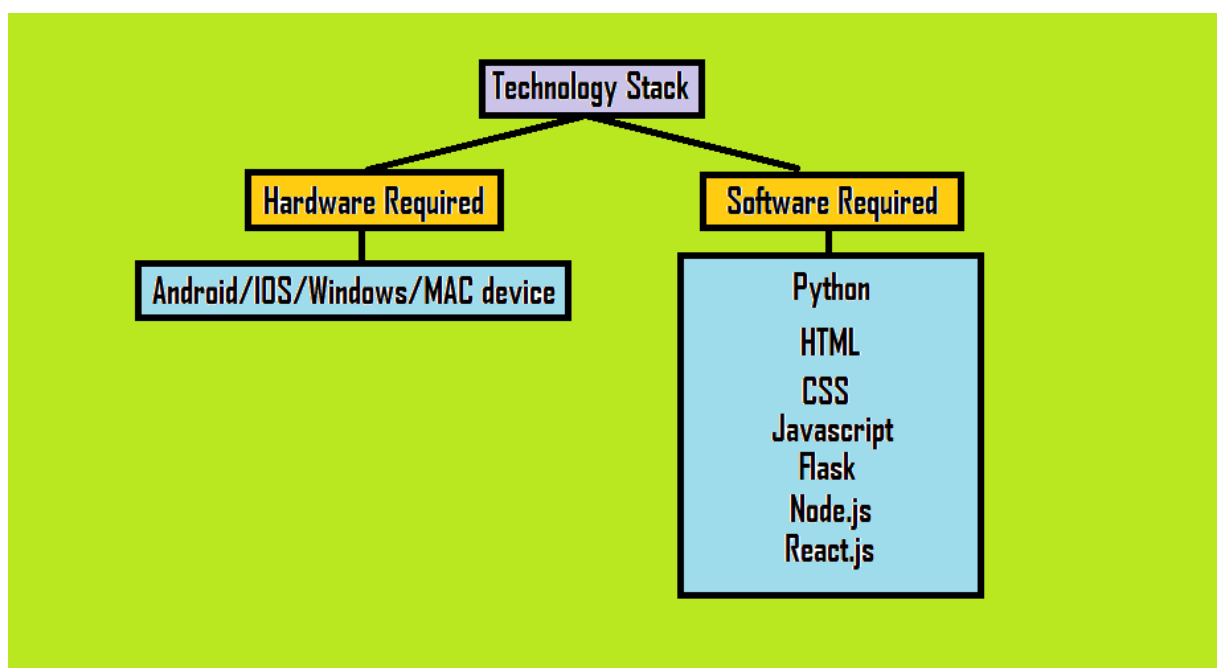 Technology Stack
Hardware Required
Software Required
Android/IOS/Windows/MAC device
Python
HTML
CSS
Javascript
Flask
Node.js
React.js